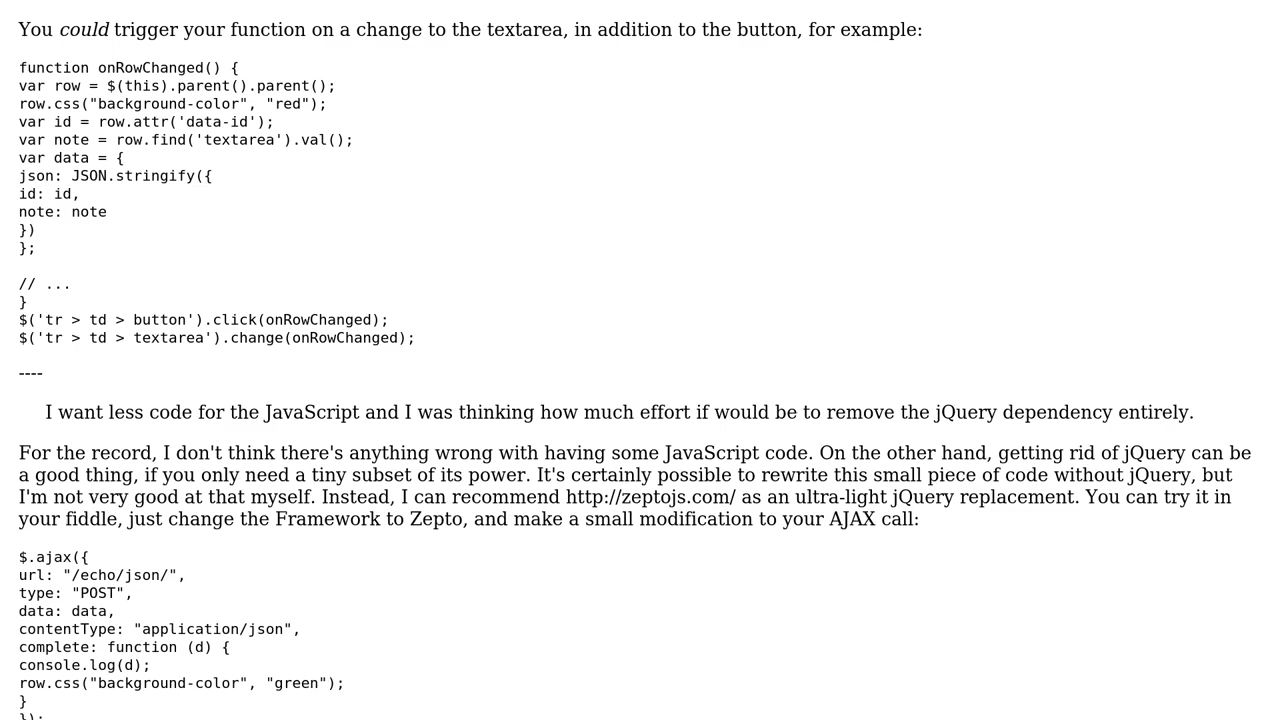 You could trigger your function on a change to the textarea, in addition to the button, for example:
function onRowChanged() {
var row = $(this).parent().parent();
row.css("background-color", "red");
var id = row.attr('data-id');
var note = row.find('textarea').val();
var data = {
json: JSON.stringify({
id: id,
note: note
})
};
// ...
}
$('tr > td > button').click(onRowChanged);
$('tr > td > textarea').change(onRowChanged);
----
I want less code for the JavaScript and I was thinking how much effort if would be to remove the jQuery dependency entirely.
For the record, I don't think there's anything wrong with having some JavaScript code. On the other hand, getting rid of jQuery can be
a good thing, if you only need a tiny subset of its power. It's certainly possible to rewrite this small piece of code without jQuery, but
I'm not very good at that myself. Instead, I can recommend http://zeptojs.com/ as an ultra-light jQuery replacement. You can try it in
your fiddle, just change the Framework to Zepto, and make a small modification to your AJAX call:
$.ajax({
url: "/echo/json/",
type: "POST",
data: data,
contentType: "application/json",
complete: function (d) {
console.log(d);
row.css("background-color", "green");
}
});